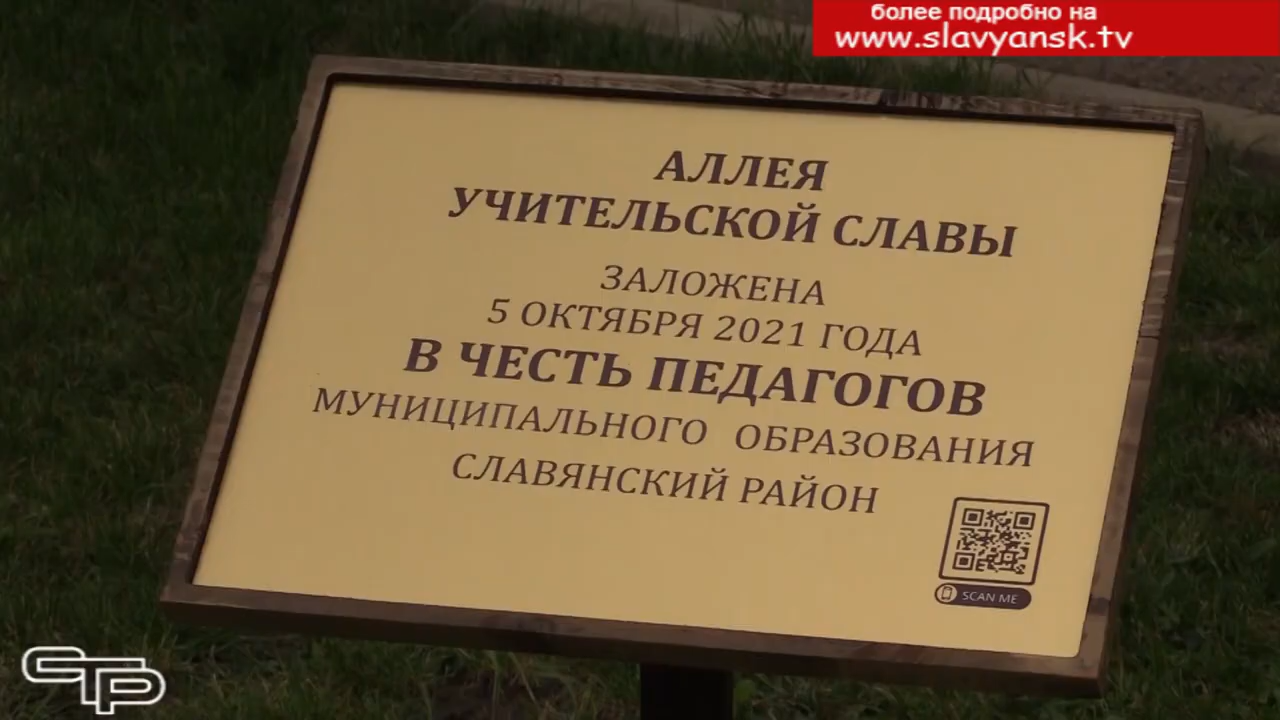 более подробно на
www.slavyansk.tv
АЛЛЕЯ
УЧИТЕЛЬСКОЙ СЛАВЫ
ЗАЛОЖЕНА
5 ОКТЯБРЯ 2021 ГОДА
В ЧЕСТЬ ПЕДАГОГОВ
МУНИЦИПАЛЬНОГО ОБРАЗОВАНИЯ
СЛАВЯНСКИЙ РАЙОН
SCAN ME
СТР